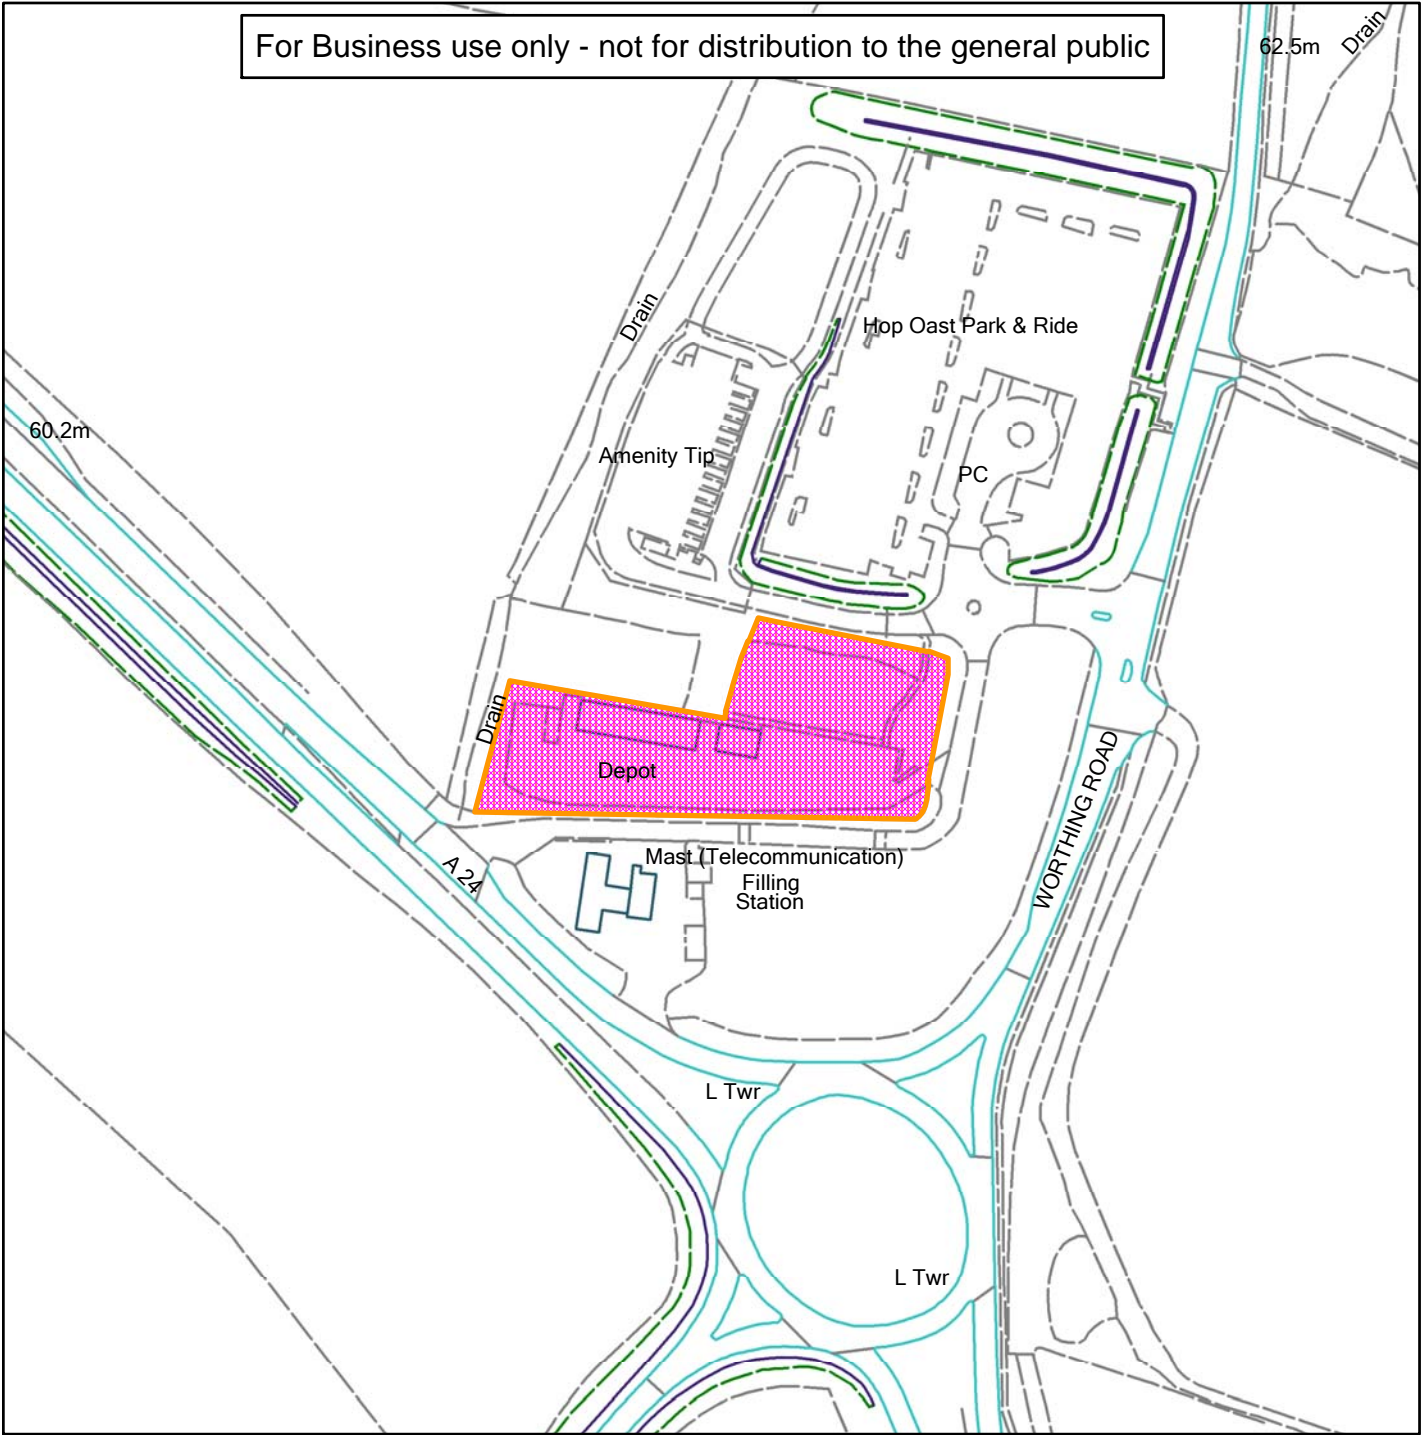 For Business use only - not for distribution to the general public
62.5m
Drain
Drain
Hop Oast Park & Ride
60.2m
Amenity Tip
PC
Drain
Depot
WORTHING ROAD
Mast (Telecommunication)
A 24
Filling
Station
L Twr
L Twr